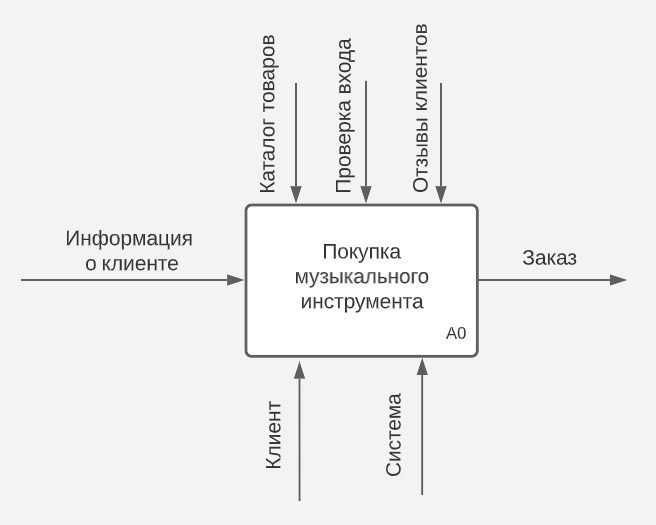 Каталог товаров
Проверка входа
Отзывы клиентов
Информация
о клиенте
Покупка
музыкального
инструмента
A0
Заказ
Клиент
Система